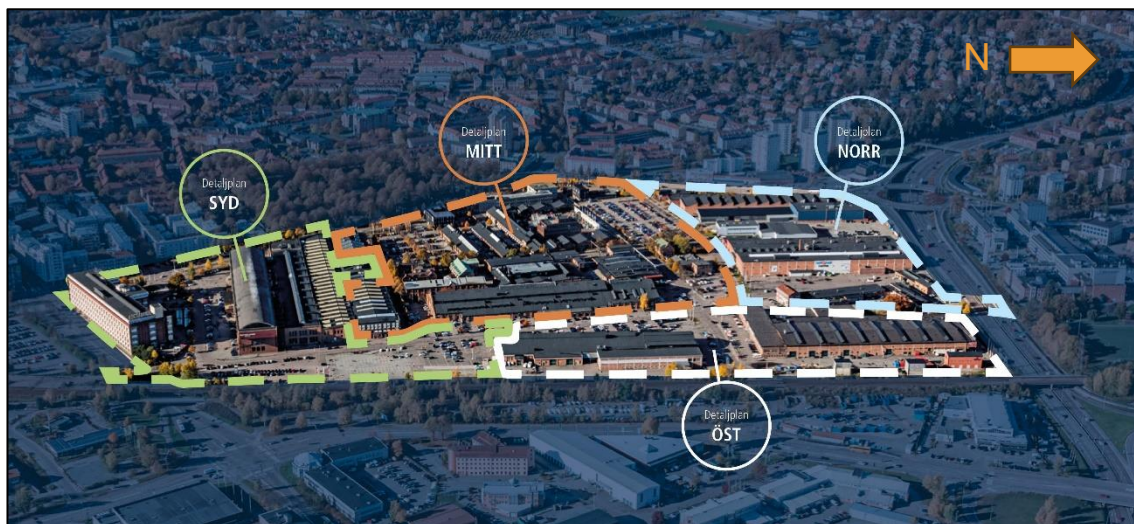 N
Detaljplan
MITT
Detaljplan
NORR
Detaljplan
SYD
Detaljplan
ÖST